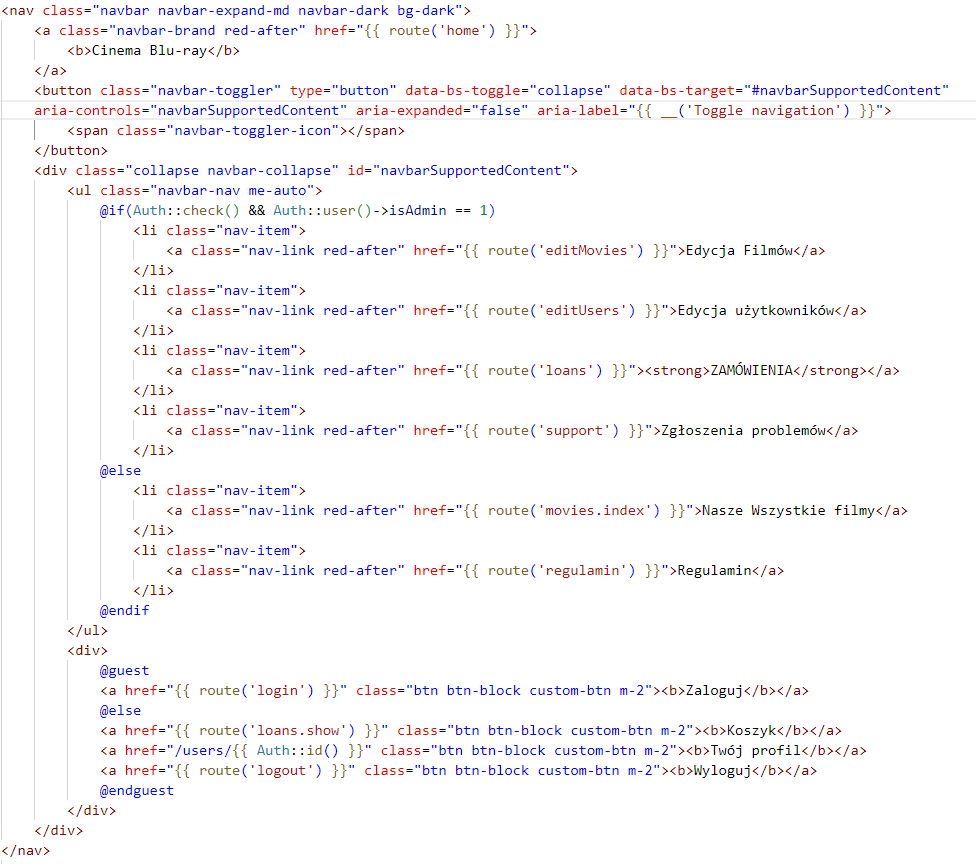 <nav class="navbar navbar-expand-md navbar-dark bg-dark">
    <a class="navbar-brand red-after" href="{{ route('home') }}">
        <b>Cinema Blu-ray</b>
    </a>
    <button class="navbar-toggler" type="button" data-bs-toggle="collapse" data-bs-target="#navbarSupportedContent"
    aria-controls="navbarSupportedContent" aria-expanded="false" aria-label="{{ __('Toggle navigation') }}">
        <span class="navbar-toggler-icon"></span>
    </button>
    <div class="collapse navbar-collapse" id="navbarSupportedContent">
        <ul class="navbar-nav me-auto">
            @if(Auth::check() && Auth::user()->isAdmin == 1)
                <li class="nav-item">
                    <a class="nav-link red-after" href="{{ route('editMovies') }}">Edycja Filmów</a>
                </li>
                <li class="nav-item">
                    <a class="nav-link red-after" href="{{ route('editUsers') }}">Edycja użytkowników</a>
                </li>
                <li class="nav-item">
                    <a class="nav-link red-after" href="{{ route('loans') }}"><strong>ZAMÓWIENIA</strong></a>
                </li>
                <li class="nav-item">
                    <a class="nav-link red-after" href="{{ route('support') }}">Zgłoszenia problemów</a>
                </li>
            @else
                <li class="nav-item">
                    <a class="nav-link red-after" href="{{ route('movies.index') }}">Nasze Wszystkie filmy</a>
                </li>
                <li class="nav-item">
                    <a class="nav-link red-after" href="{{ route('regulamin') }}">Regulamin</a>
                </li>
            @endif
        </ul>
        <div>
            @guest
            <a href="{{ route('login') }}" class="btn btn-block custom-btn m-2"><b>Zaloguj</b></a>
            @else
            <a href="{{ route('loans.show') }}" class="btn btn-block custom-btn m-2"><b>Koszyk</b></a>
            <a href="/users/{{ Auth::id() }}" class="btn btn-block custom-btn m-2"><b>Twój profil</b></a>
            <a href="{{ route('logout') }}" class="btn btn-block custom-btn m-2"><b>Wyloguj</b></a>
            @endguest
        </div>
    </div>
</nav>